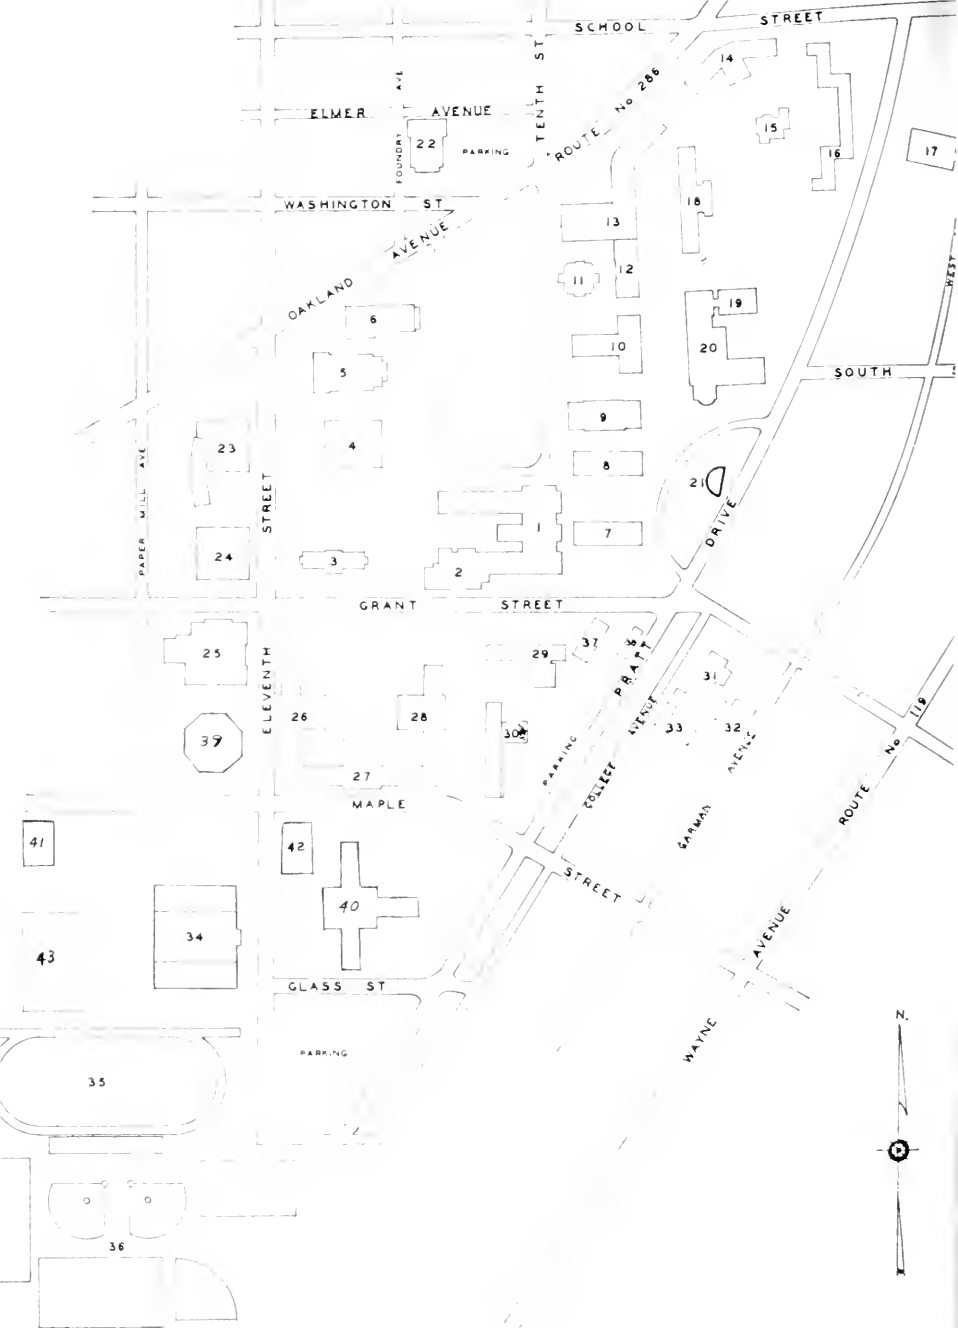 SCHOOL STREET
14
ROUTE No 286
FOUNDRY AVE
TENTH ST
ELMER AVENUE
22
PARKING
15
16
17
WASHINGTON ST
18
13
OAKLAND AVENUE
12
11
WEST
19
6
10
20
5
SOUTH
9
23
4
8
21
PAPER MILL AVE
ELEVENTH STREET
1
7
PRATT DRIVE
24
3
2
GRANT STREET
37
29
25
31
26
28
30
33
32
39
PARKING
COLLEGE AVENUE
GARMAN AVENUE
27
MAPLE STREET
ROUTE No 119
41
42
40
34
43
WAYNE AVENUE
GLASS ST
N.
PARKING
35
36